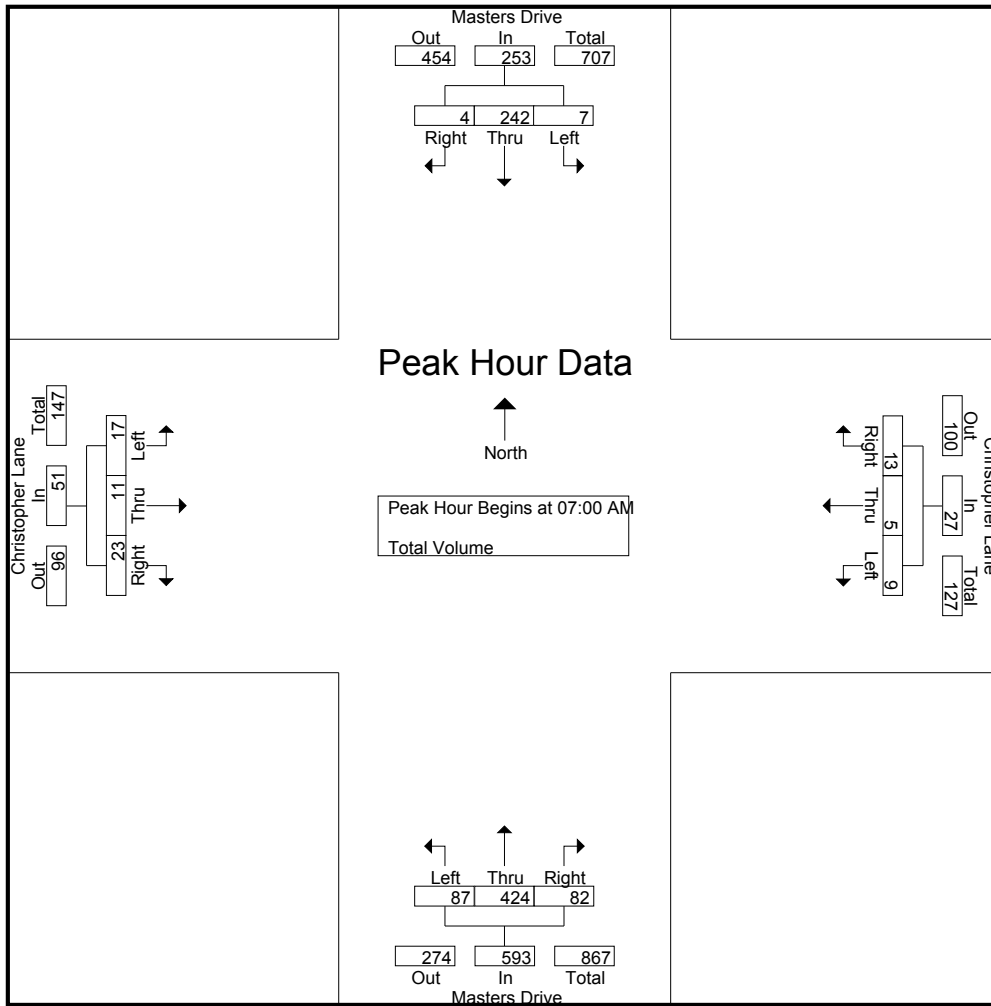 Masters Drive
Out In Total
454 253 707
4 242 7
Right Thru Left
Peak Hour Data
North
Peak Hour Begins at 07:00 AM
Total Volume
Christopher Lane
Out In Total
96 51 147
17 11 23
Left Thru Right
Christopher Lane
Out In Total
100 27 127
13 5 9
Right Thru Left
Left Thru Right
87 424 82
274 593 867
Out In Total
Masters Drive